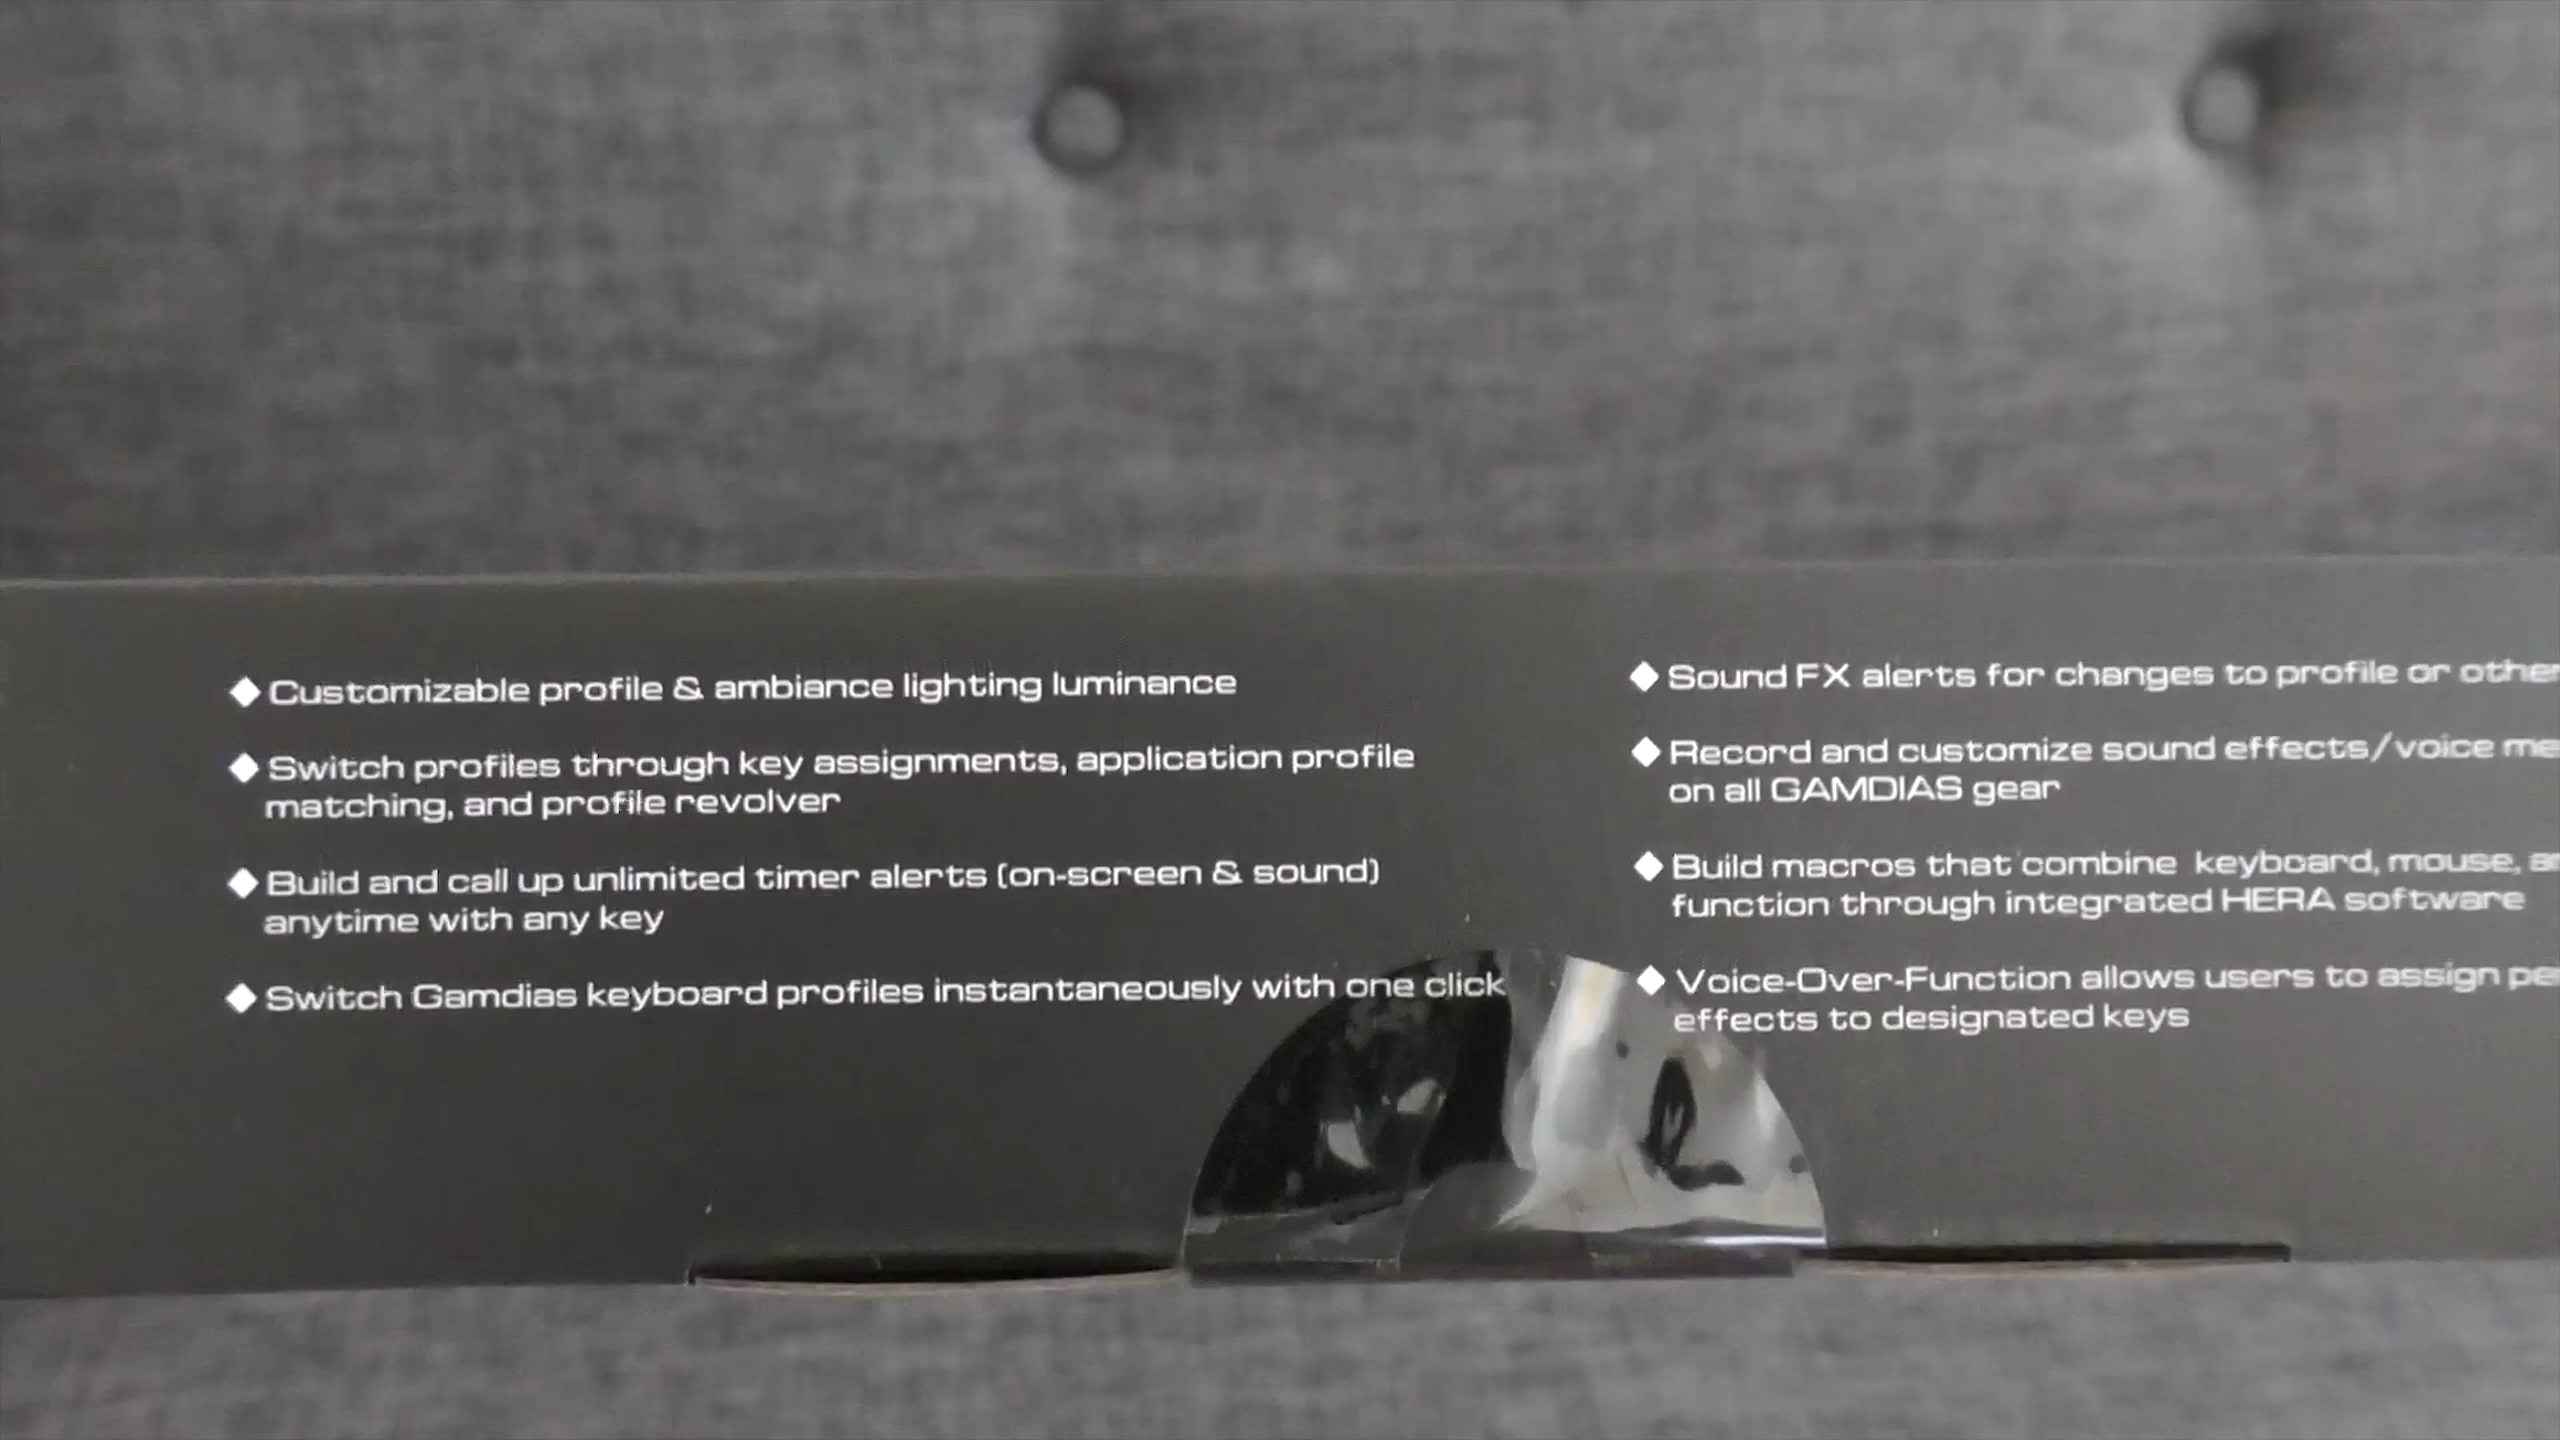 ◆ Customizable profile & ambiance lighting luminance
◆ Switch profiles through key assignments, application profile
matching, and profile revolver
◆ Build and call up unlimited timer alerts (on-screen & sound)
anytime with any key
◆ Switch Gamdias keyboard profiles instantaneously with one click
◆ Sound FX alerts for changes to profile or other
◆ Record and customize sound effects/voice
on all GAMDIAS gear
◆ Build macros that combine keyboard, mouse,
function through integrated HERA software
◆ Voice-Over-Function allows users to assign
effects to designated keys